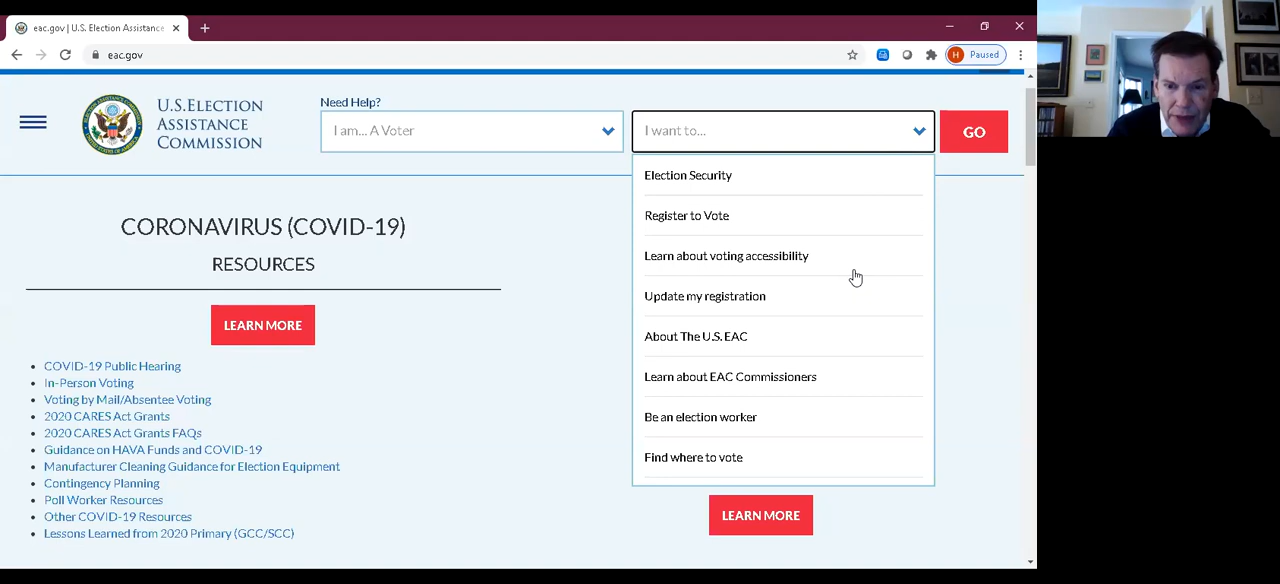 eac.gov | U.S. Election Assistance
eac.gov
H
Paused
U.S.ELECTION
ASSISTANCE
COMMISSION
Need Help?
I am... A Voter
I want to...
GO
Election Security
Register to Vote
Learn about voting accessibility
Update my registration
About The U.S. EAC
Learn about EAC Commissioners
Be an election worker
Find where to vote
CORONAVIRUS (COVID-19)
RESOURCES
LEARN MORE
COVID-19 Public Hearing
In-Person Voting
Voting by Mail/Absentee Voting
2020 CARES Act Grants
2020 CARES Act Grants FAQs
Guidance on HAVA Funds and COVID-19
Manufacturer Cleaning Guidance for Election Equipment
Contingency Planning
Poll Worker Resources
Other COVID-19 Resources
Lessons Learned from 2020 Primary (GCC/SCC)
LEARN MORE